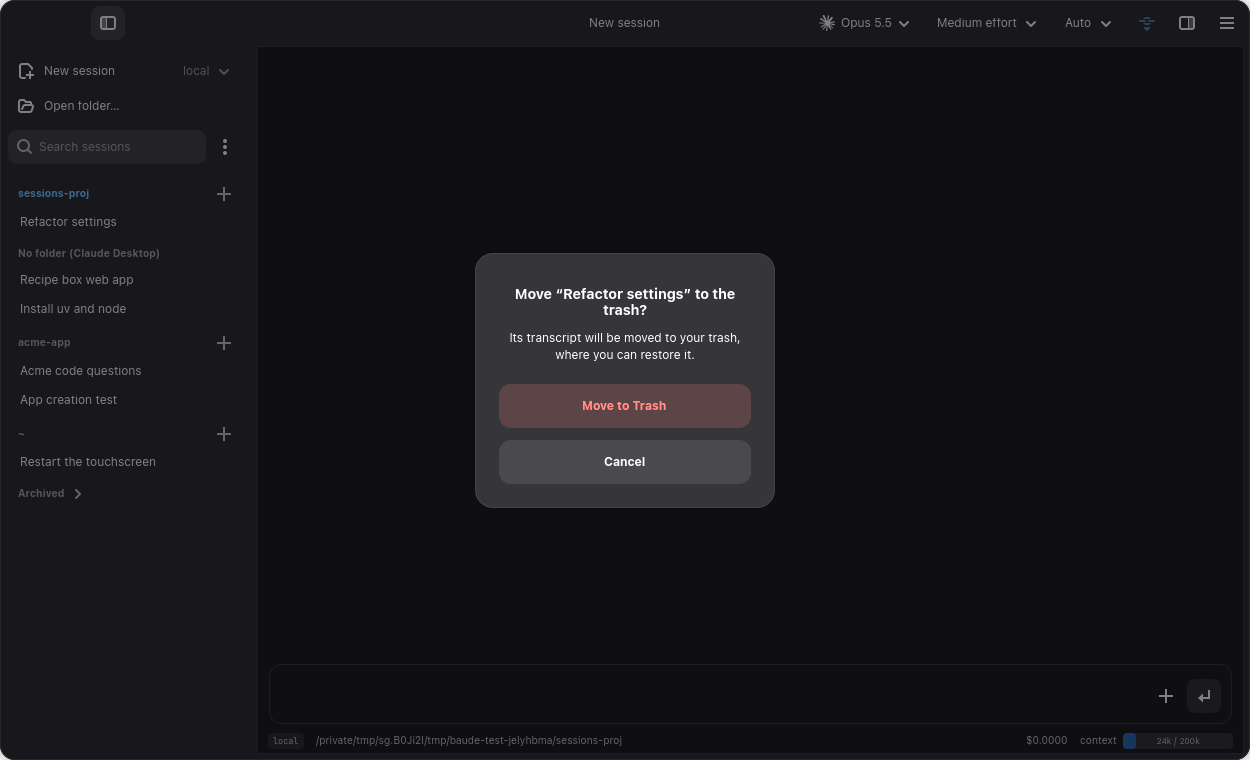 New session
Opus 5.5
Medium effort
Auto
New session
local
Open folder...
Search sessions
sessions-proj
Refactor settings
No folder (Claude Desktop)
Recipe box web app
Install uv and node
acme-app
Acme code questions
App creation test
~
Restart the touchscreen
Archived
Move “Refactor settings” to the
trash?
Its transcript will be moved to your trash,
where you can restore it.
Move to Trash
Cancel
local
/private/tmp/sg.B0Ji2I/tmp/baude-test-jelyhbma/sessions-proj
$0.0000
context
24k / 200k